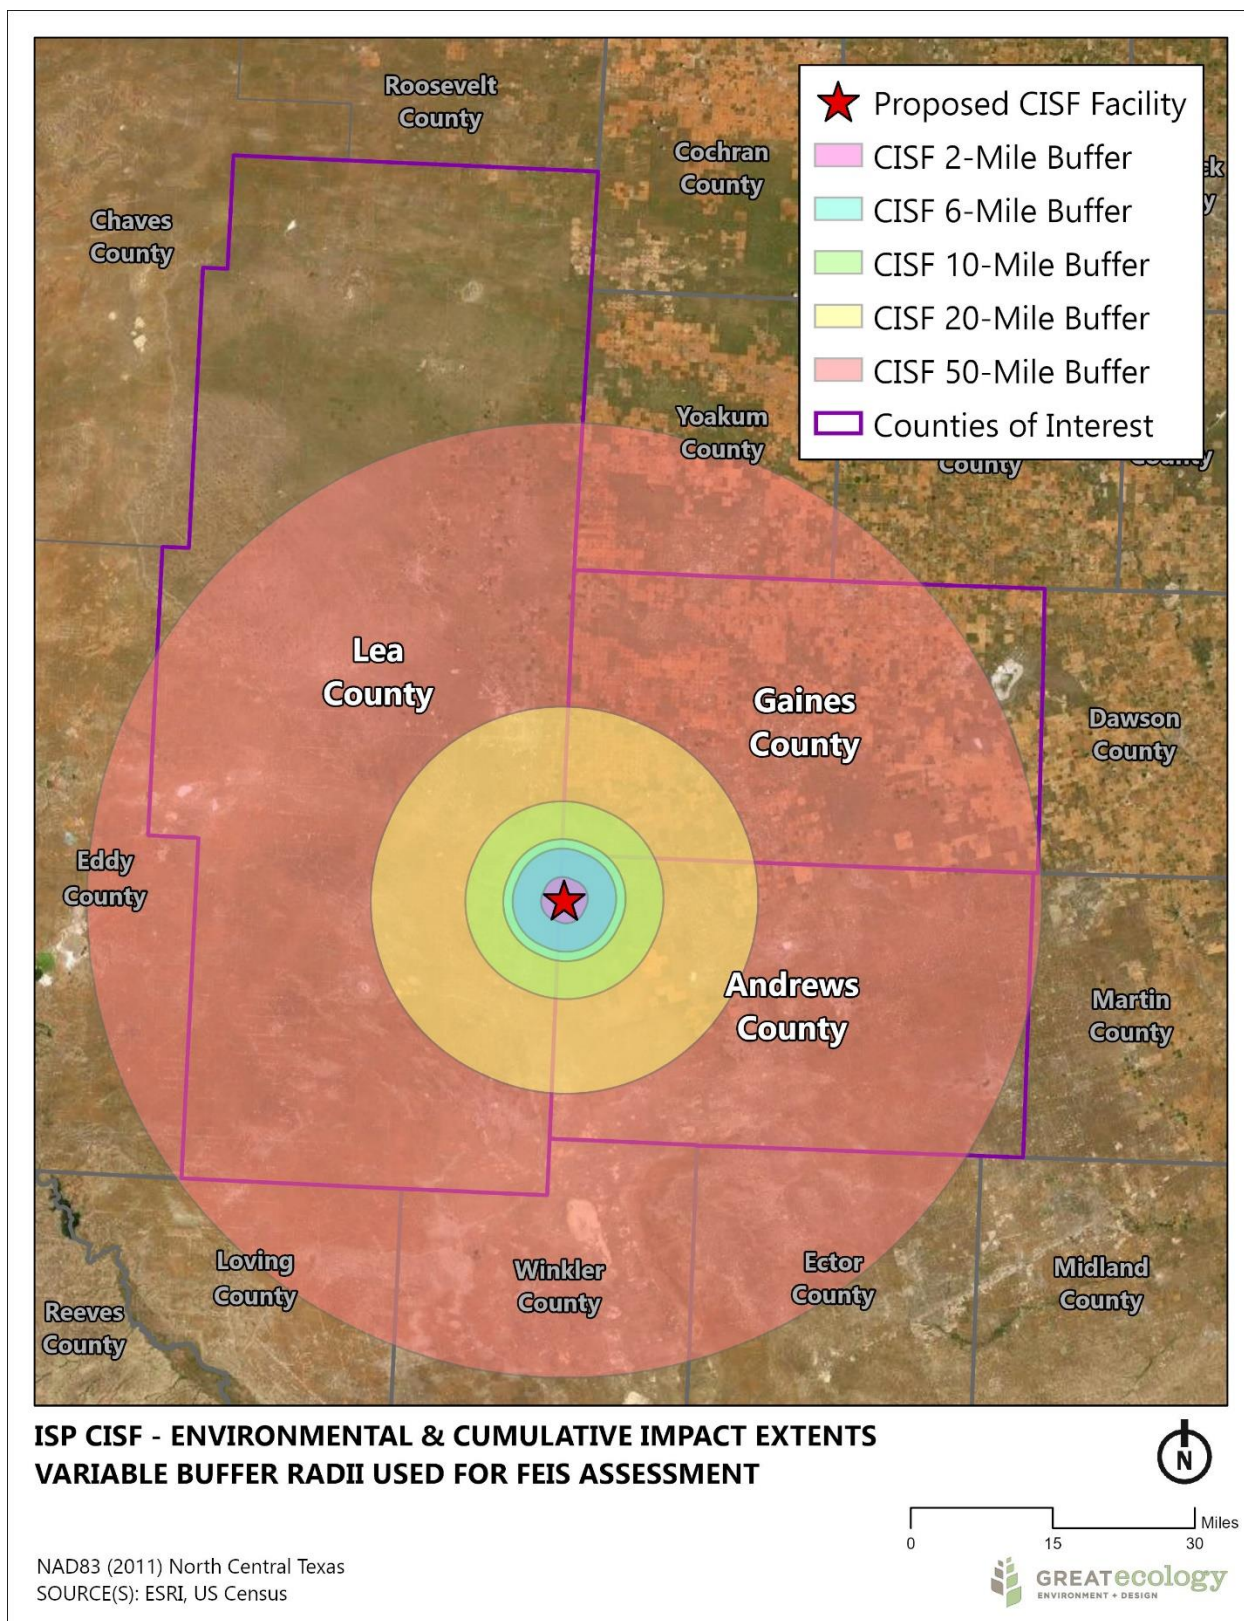 Roosevelt
County
Cochran
County
Chaves
County
Proposed CISF Facility
CISF 2-Mile Buffer
CISF 6-Mile Buffer
CISF 10-Mile Buffer
CISF 20-Mile Buffer
CISF 50-Mile Buffer
Counties of Interest
Yoakum
County
County
Lea
County
Gaines
County
Dawson
County
Eddy
County
Andrews
County
Martin
County
Loving
County
Winkler
County
Ector
County
Midland
County
Reeves
County
ISP CISF - ENVIRONMENTAL & CUMULATIVE IMPACT EXTENTS
VARIABLE BUFFER RADII USED FOR FEIS ASSESSMENT
N
Miles
0 15 30
NAD83 (2011) North Central Texas
SOURCE(S): ESRI, US Census
GREATecology
ENVIRONMENT + DESIGN